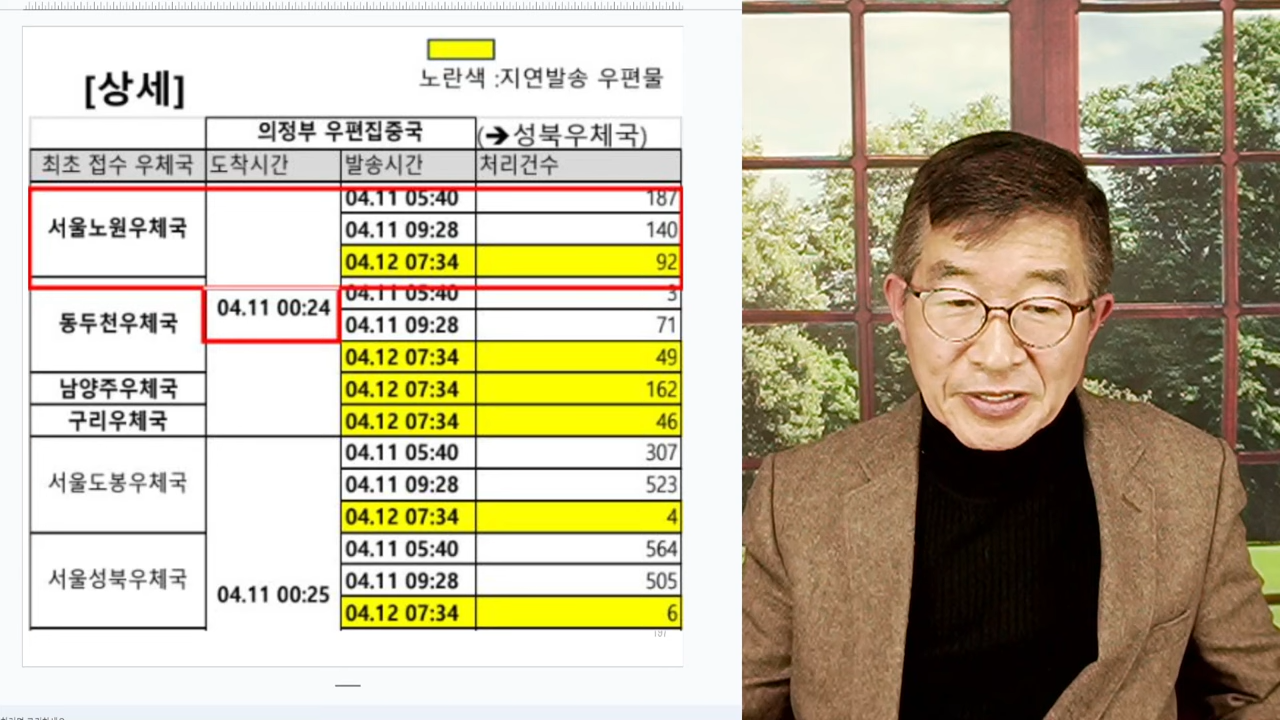 [상세]
노란색 :지연발송 우편물
의정부 우편집중국
(➔성북우체국)
최초 접수 우체국 도착시간 발송시간 처리건수
서울노원우체국
04.11 05:40 187
04.11 09:28 140
04.12 07:34 92
동두천우체국
04.11 00:24
04.11 05:40 3
04.11 09:28 71
04.12 07:34 49
남양주우체국 04.12 07:34 162
구리우체국 04.12 07:34 46
서울도봉우체국
04.11 05:40 307
04.11 09:28 523
04.12 07:34 4
서울성북우체국
04.11 00:25
04.11 05:40 564
04.11 09:28 505
04.12 07:34 6
197